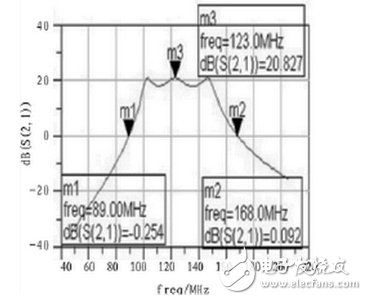 m3
freq=123.0MHz
dB(S(2,1))=20.827
40
20
0
-20
-40
dB(S(2,1))
m1
m3
m2
m1
freq=89.00MHz
dB(S(2,1))=-0.254
m2
freq=168.0MHz
dB(S(2,1))=0.092
40 60 80 100 120 140 160 180
freq/MHz